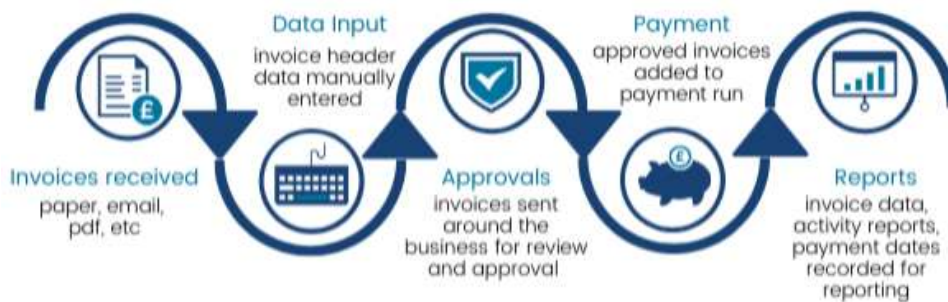 Invoices received
paper, email,
pdf, etc
Data Input
invoice header
data manually
entered
Approvals
invoices sent
around the
business for review
and approval
Payment
approved invoices
added to
payment run
Reports
invoice data,
activity reports,
payment dates
recorded for
reporting
£
£